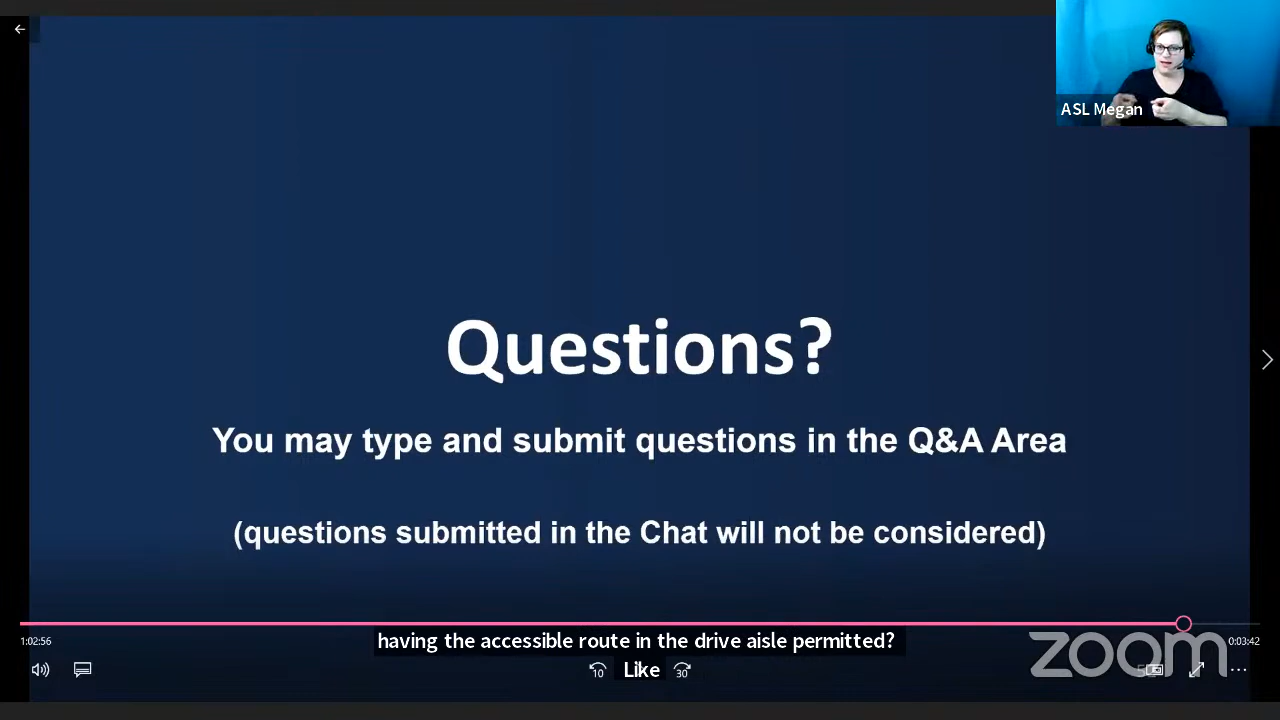 ASL Megan
Questions?
You may type and submit questions in the Q&A Area
(questions submitted in the Chat will not be considered)
1:02:56
having the accessible route in the drive aisle permitted?
0:03:42
10
Like
30
zoom